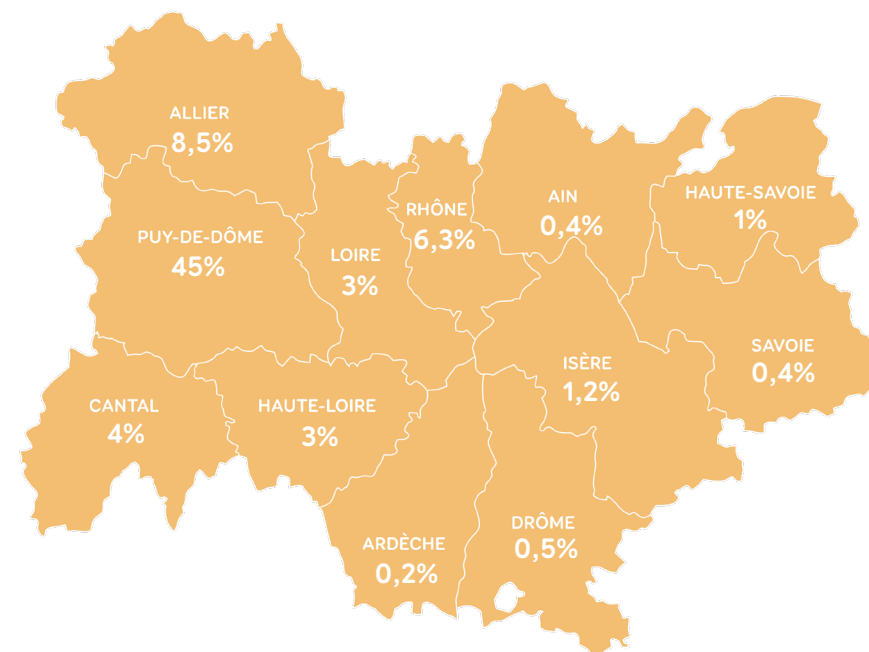 ALLIER
8,5%
PUY-DE-DÔME
45%
LOIRE
3%
RHÔNE
6,3%
AIN
0,4%
HAUTE-SAVOIE
1%
SAVOIE
0,4%
ISÈRE
1,2%
CANTAL
4%
HAUTE-LOIRE
3%
ARDÈCHE
0,2%
DRÔME
0,5%